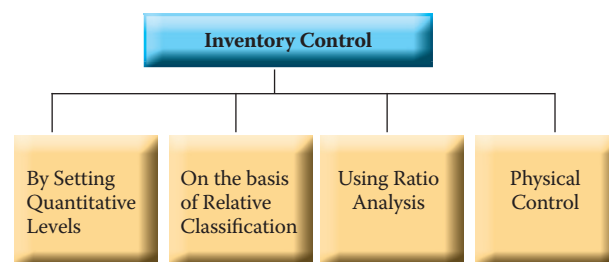 Inventory Control
By Setting
Quantitative
Levels
On the basis
of Relative
Classification
Using Ratio
Analysis
Physical
Control